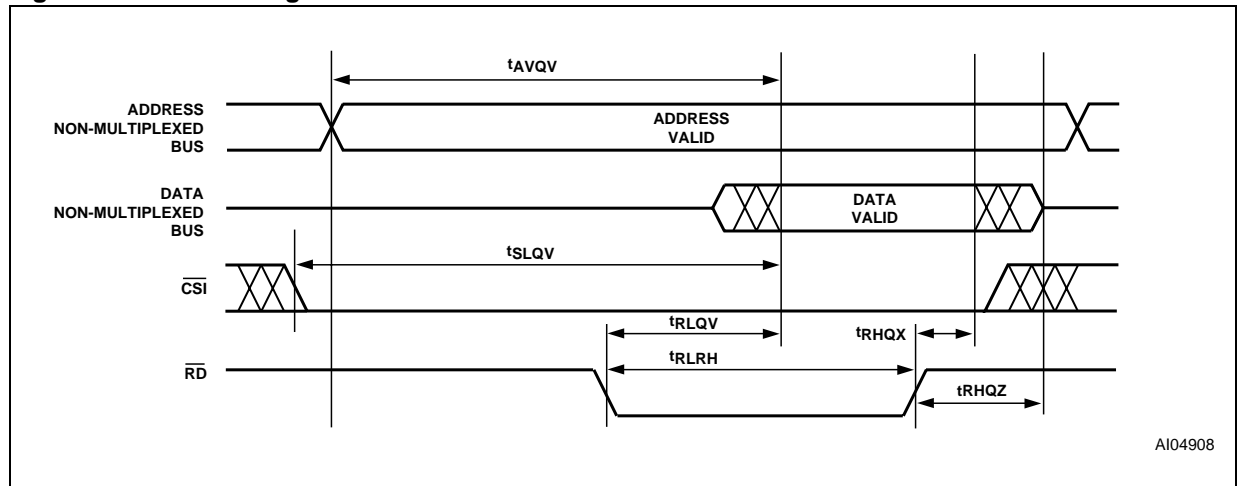 tAVQV
ADDRESS
NON-MULTIPLEXED
BUS
ADDRESS
VALID
DATA
NON-MULTIPLEXED
BUS
DATA
VALID
tSLQV
CSI
tRLQV
tRHQX
tRLRH
RD
tRHQZ
AI04908